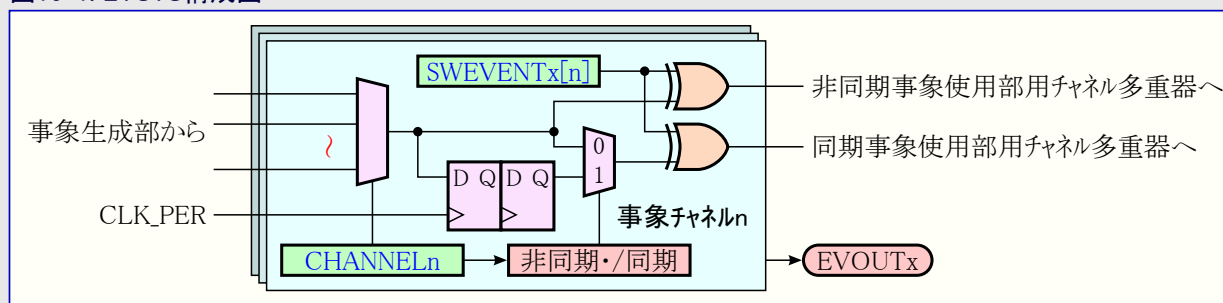 SWEVENTx[n]
非同期事象使用部用チャネル多重器へ
事象生成部から
0
1
同期事象使用部用チャネル多重器へ
D Q
D Q
CLK_PER
事象チャネルn
CHANNELn
非同期・/同期
EVOUTx